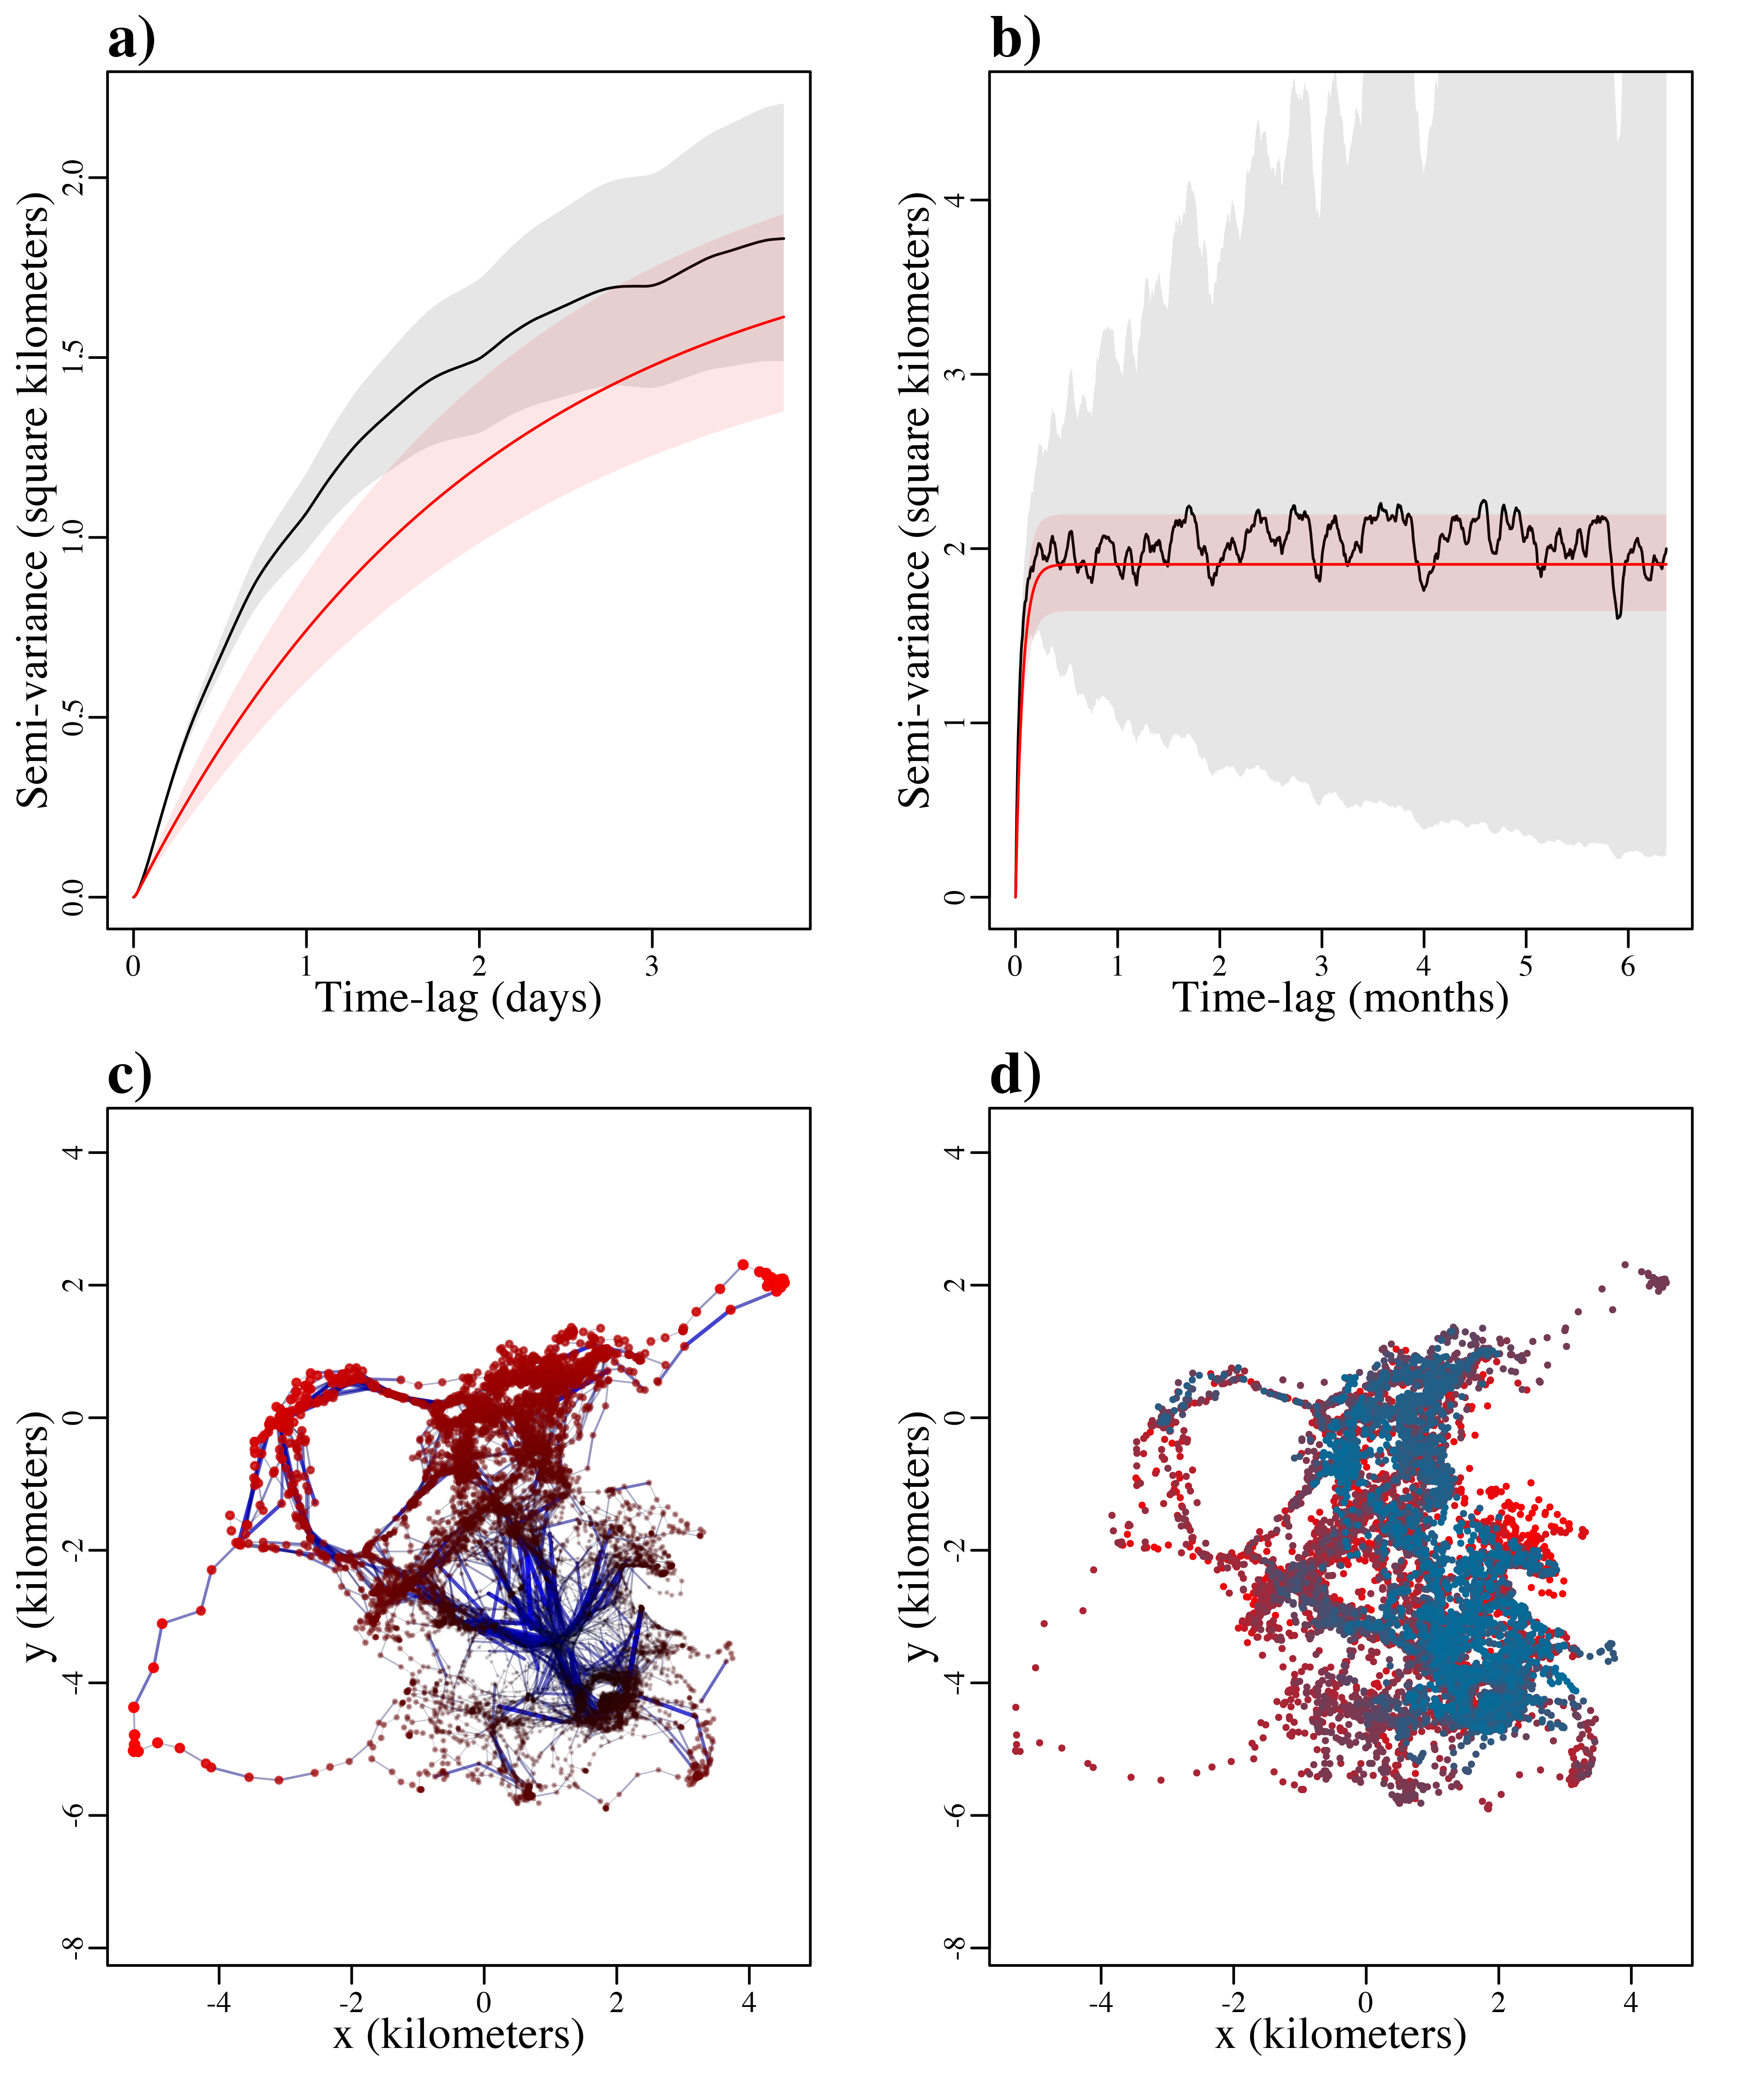 a)
Semi-variance (square kilometers)
2.0
1.5
1.0
0.5
0.0
0 1 2 3
Time-lag (days)
b)
Semi-variance (square kilometers)
4
3
2
1
0
0 1 2 3 4 5 6
Time-lag (months)
c)
y (kilometers)
4
2
0
-2
-4
-6
-8
-4 -2 0 2 4
x (kilometers)
d)
y (kilometers)
4
2
0
-2
-4
-6
-8
-4 -2 0 2 4
x (kilometers)